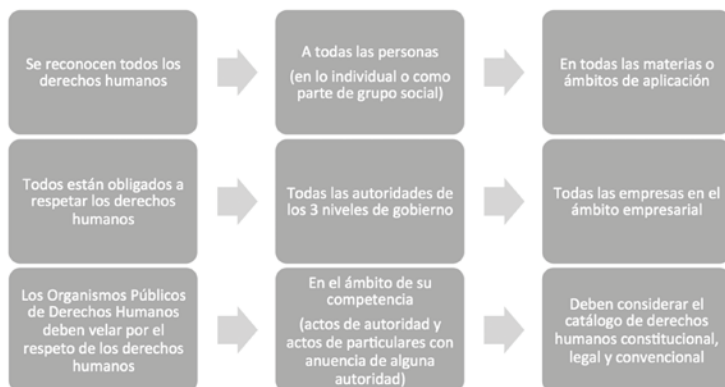 Se reconocen todos los
derechos humanos
A todas las personas
(en lo individual o como
parte de grupo social)
En todas las materias o
ámbitos de aplicación
Todos están obligados a
respetar los derechos
humanos
Todas las autoridades de
los 3 niveles de gobierno
Todas las empresas en el
ámbito empresarial
Los Organismos Públicos
de Derechos Humanos
deben velar por el
respeto de los derechos
humanos
En el ámbito de su
competencia
(actos de autoridad y
actos de particulares con
anuencia de alguna
autoridad)
Deben considerar el
catálogo de derechos
humanos constitucional,
legal y convencional